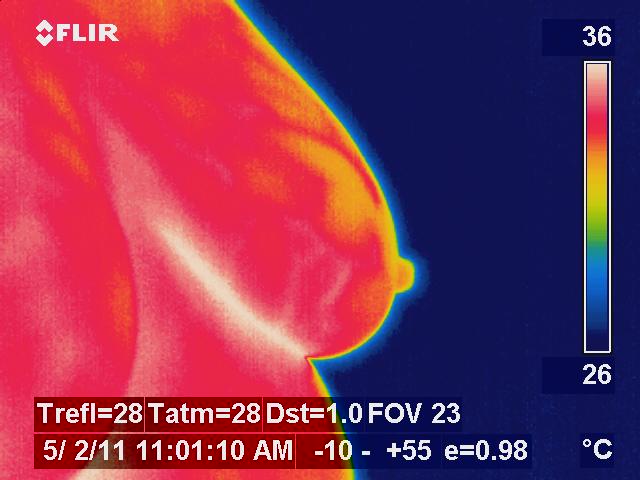 FLIR
36
26
°C
Trefl=28 Tatm=28 Dst=1.0 FOV 23
5/ 2/11 11:01:10 AM -10 - +55 e=0.98